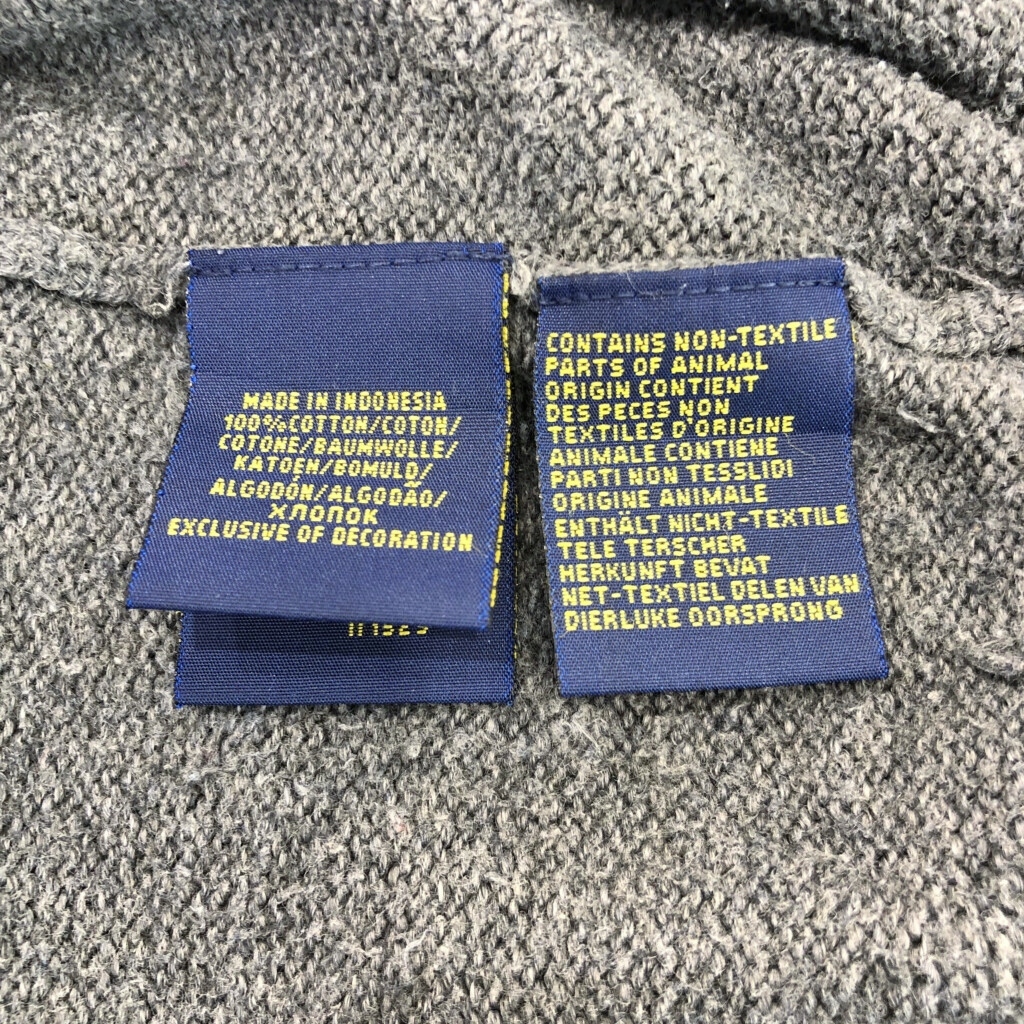 MADE IN INDONESIA
100%COTTON/COTON/
COTONE/BAUMWOLLE/
KATOEN/BOMULD/
ALGODÓN/ALGODÃO/
ХЛОПОК
EXCLUSIVE OF DECORATION
CONTAINS NON-TEXTILE
PARTS OF ANIMAL
ORIGIN CONTIENT
DES PECES NON
TEXTILES D'ORIGINE
ANIMALE CONTIENE
PARTI NON TESSLIDI
ORIGINE ANIMALE
ENTHÄLT NICHT-TEXTILE
TELE TERSCHER
HERKUNFT BEVAT
NET-TEXTIEL DELEN VAN
DIERLUKE OORSPRONG